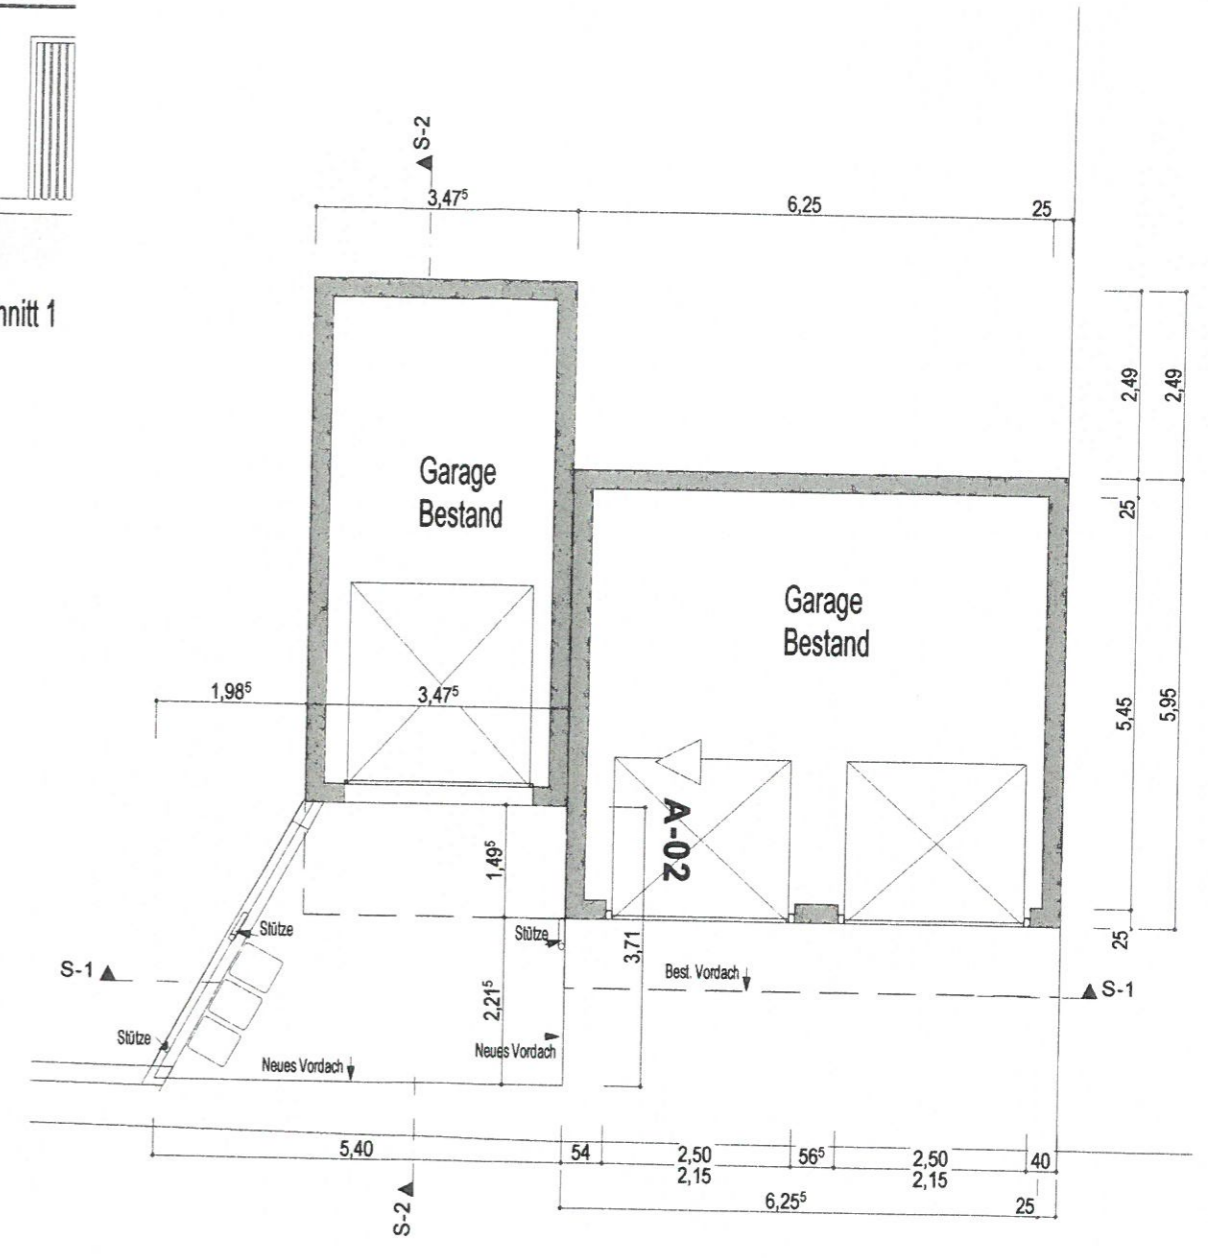 S-2
3,47⁵
6,25
25
hnitt 1
2,49
2,49
Garage
Bestand
25
Garage
Bestand
1,98⁵
3,47⁵
5,45
5,95
A-02
1,49⁵
Stütze
Stütze
3,71
25
S-1
Best. Vordach
S-1
2,21⁵
Stütze
Neues Vordach
Neues Vordach
5,40
54
2,50
56⁵
2,50
40
2,15
2,15
6,25⁵
25
S-2